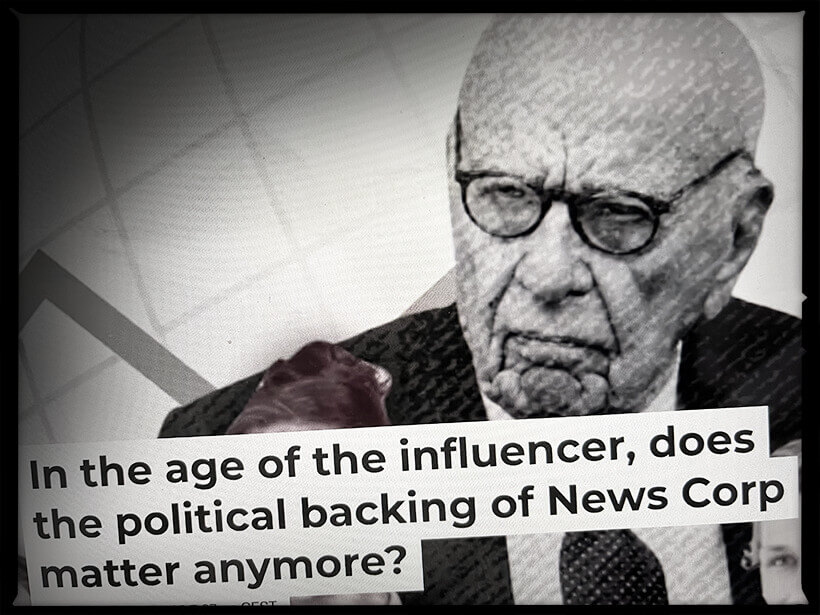 In the age of the influencer, does
the political backing of News Corp
matter anymore?